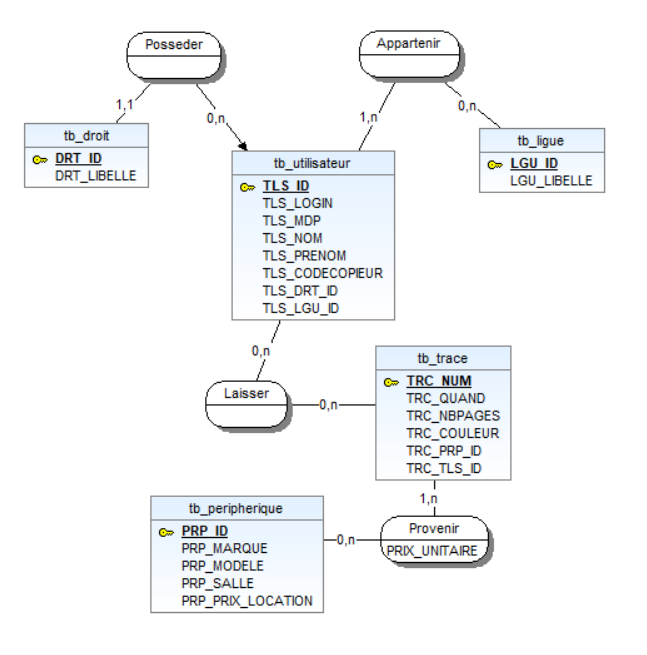 Posseder
Appartenir
1,1
0,n
1,n
0,n
tb_droit
DRT_ID
DRT_LIBELLE
tb_ligue
LGU_ID
LGU_LIBELLE
tb_utilisateur
TLS_ID
TLS_LOGIN
TLS_MDP
TLS_NOM
TLS_PRENOM
TLS_CODECOPIEUR
TLS_DRT_ID
TLS_LGU_ID
0,n
Laisser
0,n
tb_trace
TRC_NUM
TRC_QUAND
TRC_NBPAGES
TRC_COULEUR
TRC_PRP_ID
TRC_TLS_ID
1,n
tb_peripherique
PRP_ID
PRP_MARQUE
PRP_MODELE
PRP_SALLE
PRP_PRIX_LOCATION
0,n
Provenir
PRIX_UNITAIRE